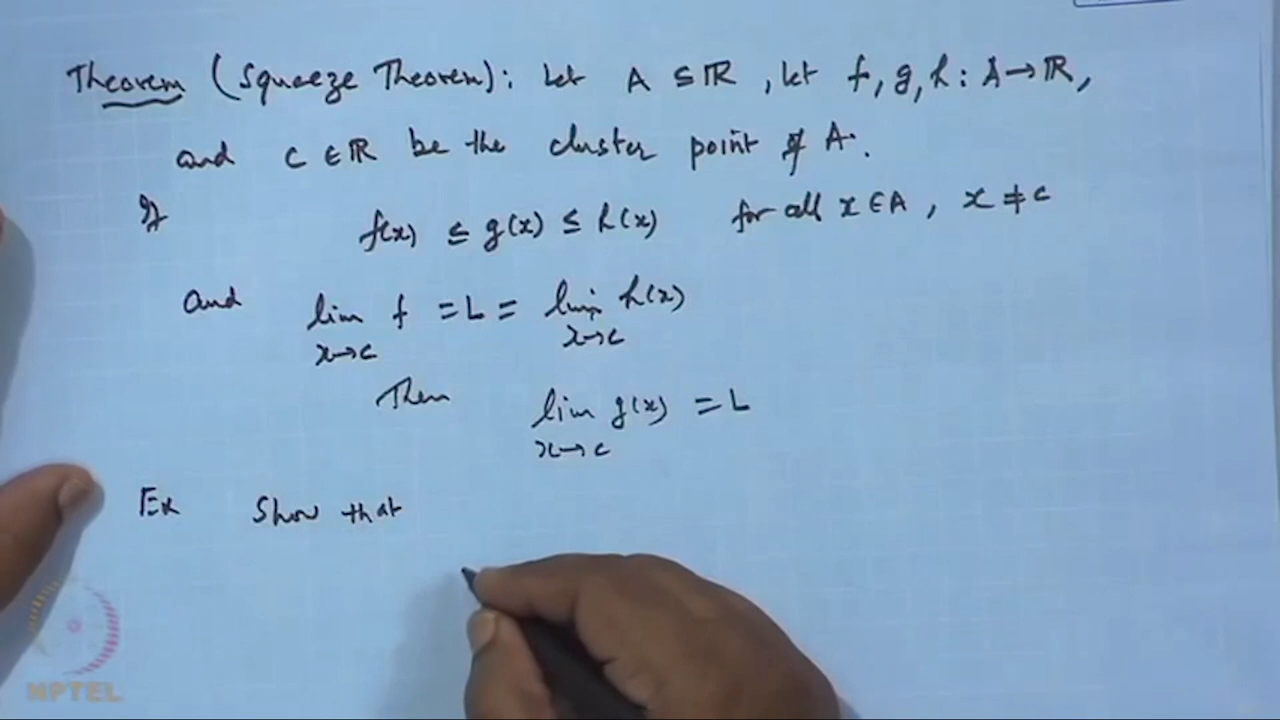 Theorem (Squeeze Theorem): Let A ⊆ ℝ, let f, g, h : A → ℝ,
and c ∈ ℝ be the cluster point of A.
If f(x) ≤ g(x) ≤ h(x) for all x ∈ A, x ≠ c
and lim f = L = lim h(x)
x→c x→c
Then lim g(x) = L
x→c
Ex Show that
NPTEL